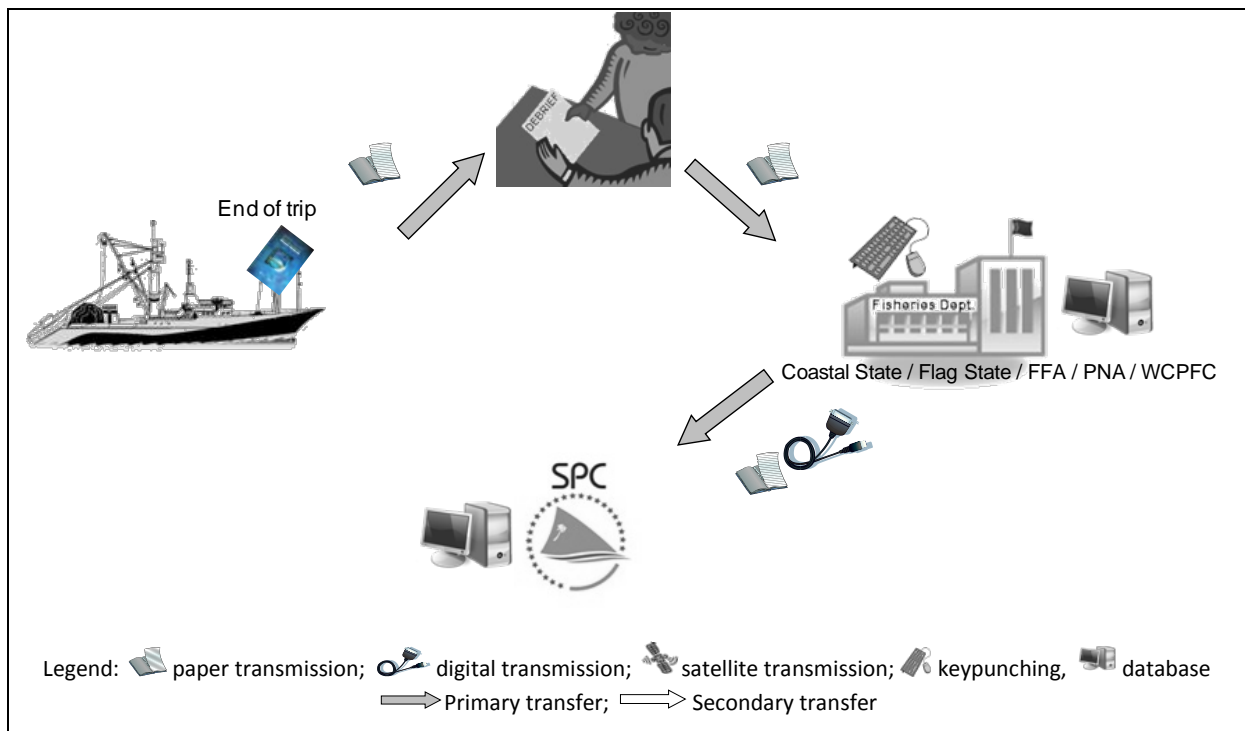 DEBRIEF
End of trip
Fisheries Dept.
Coastal State / Flag State / FFA / PNA / WCPFC
SPC
Legend: paper transmission; digital transmission; satellite transmission; keypunching, database
Primary transfer; Secondary transfer